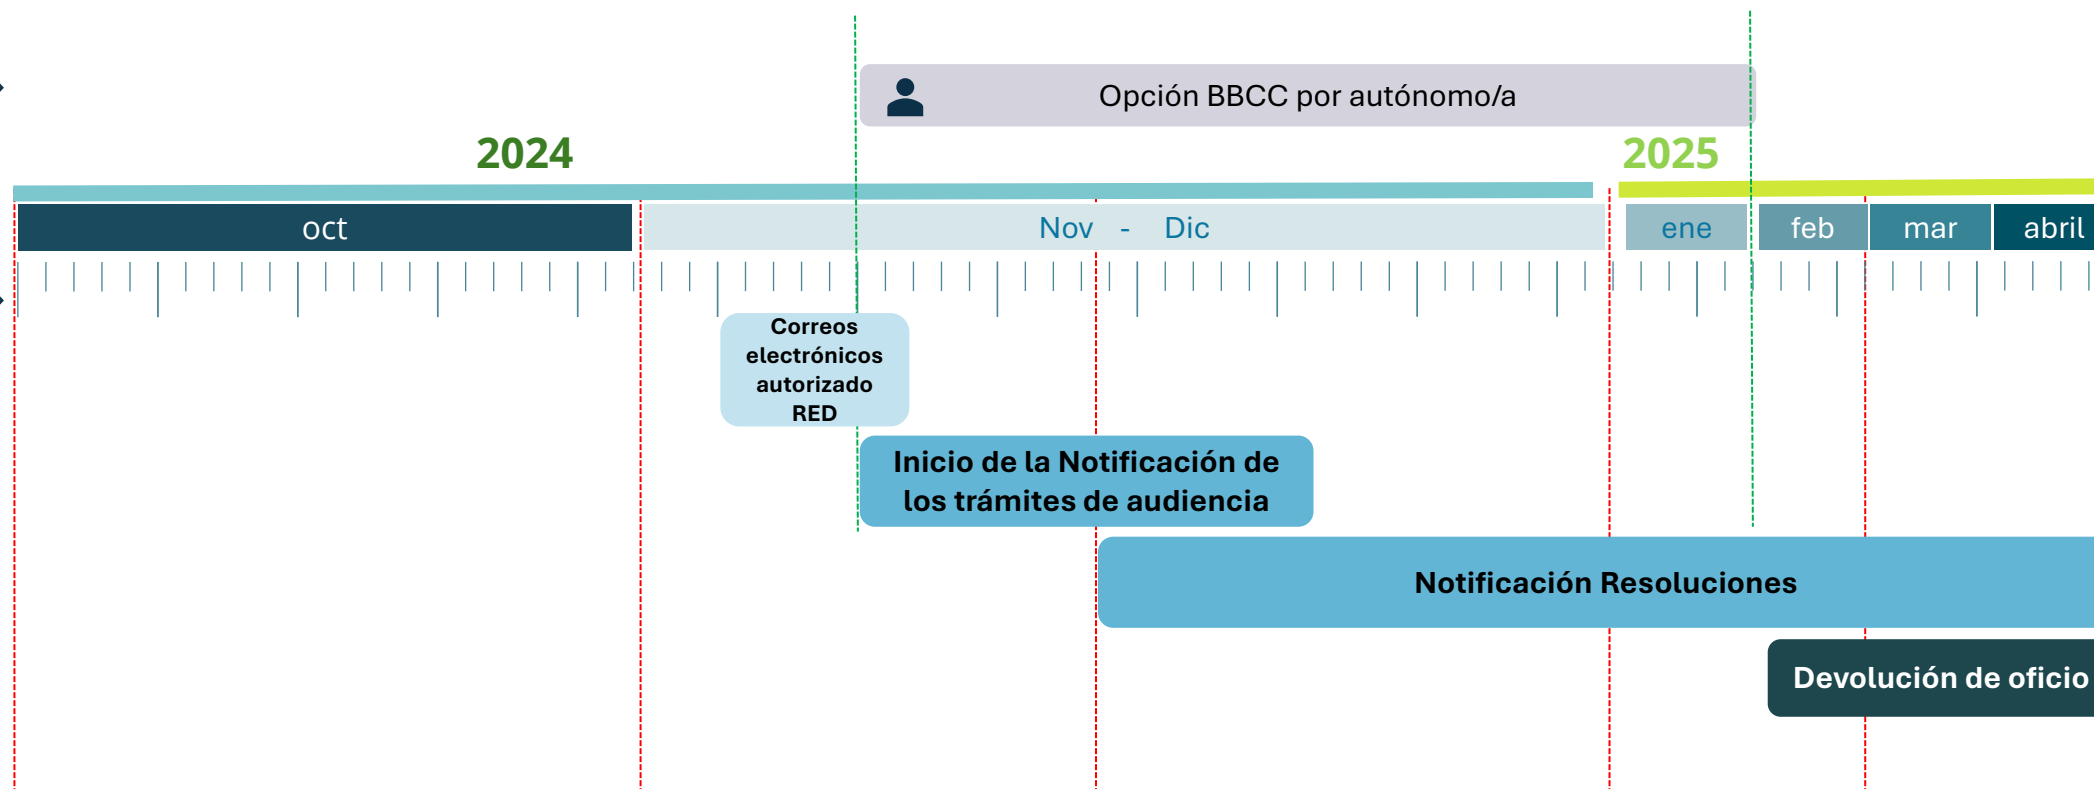 Opción BBCC por autónomo/a
2024
2025
oct
Nov - Dic
ene
feb
mar
abril
Correos
electrónicos
autorizado
RED
Inicio de la Notificación de
los trámites de audiencia
Notificación Resoluciones
Devolución de oficio